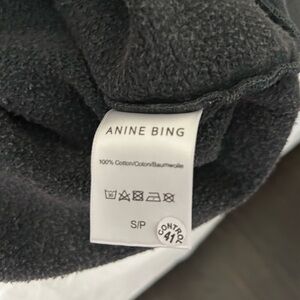 ANINE BING
100% Cotton/Coton/Baumwolle
S/P
CONTROL
41